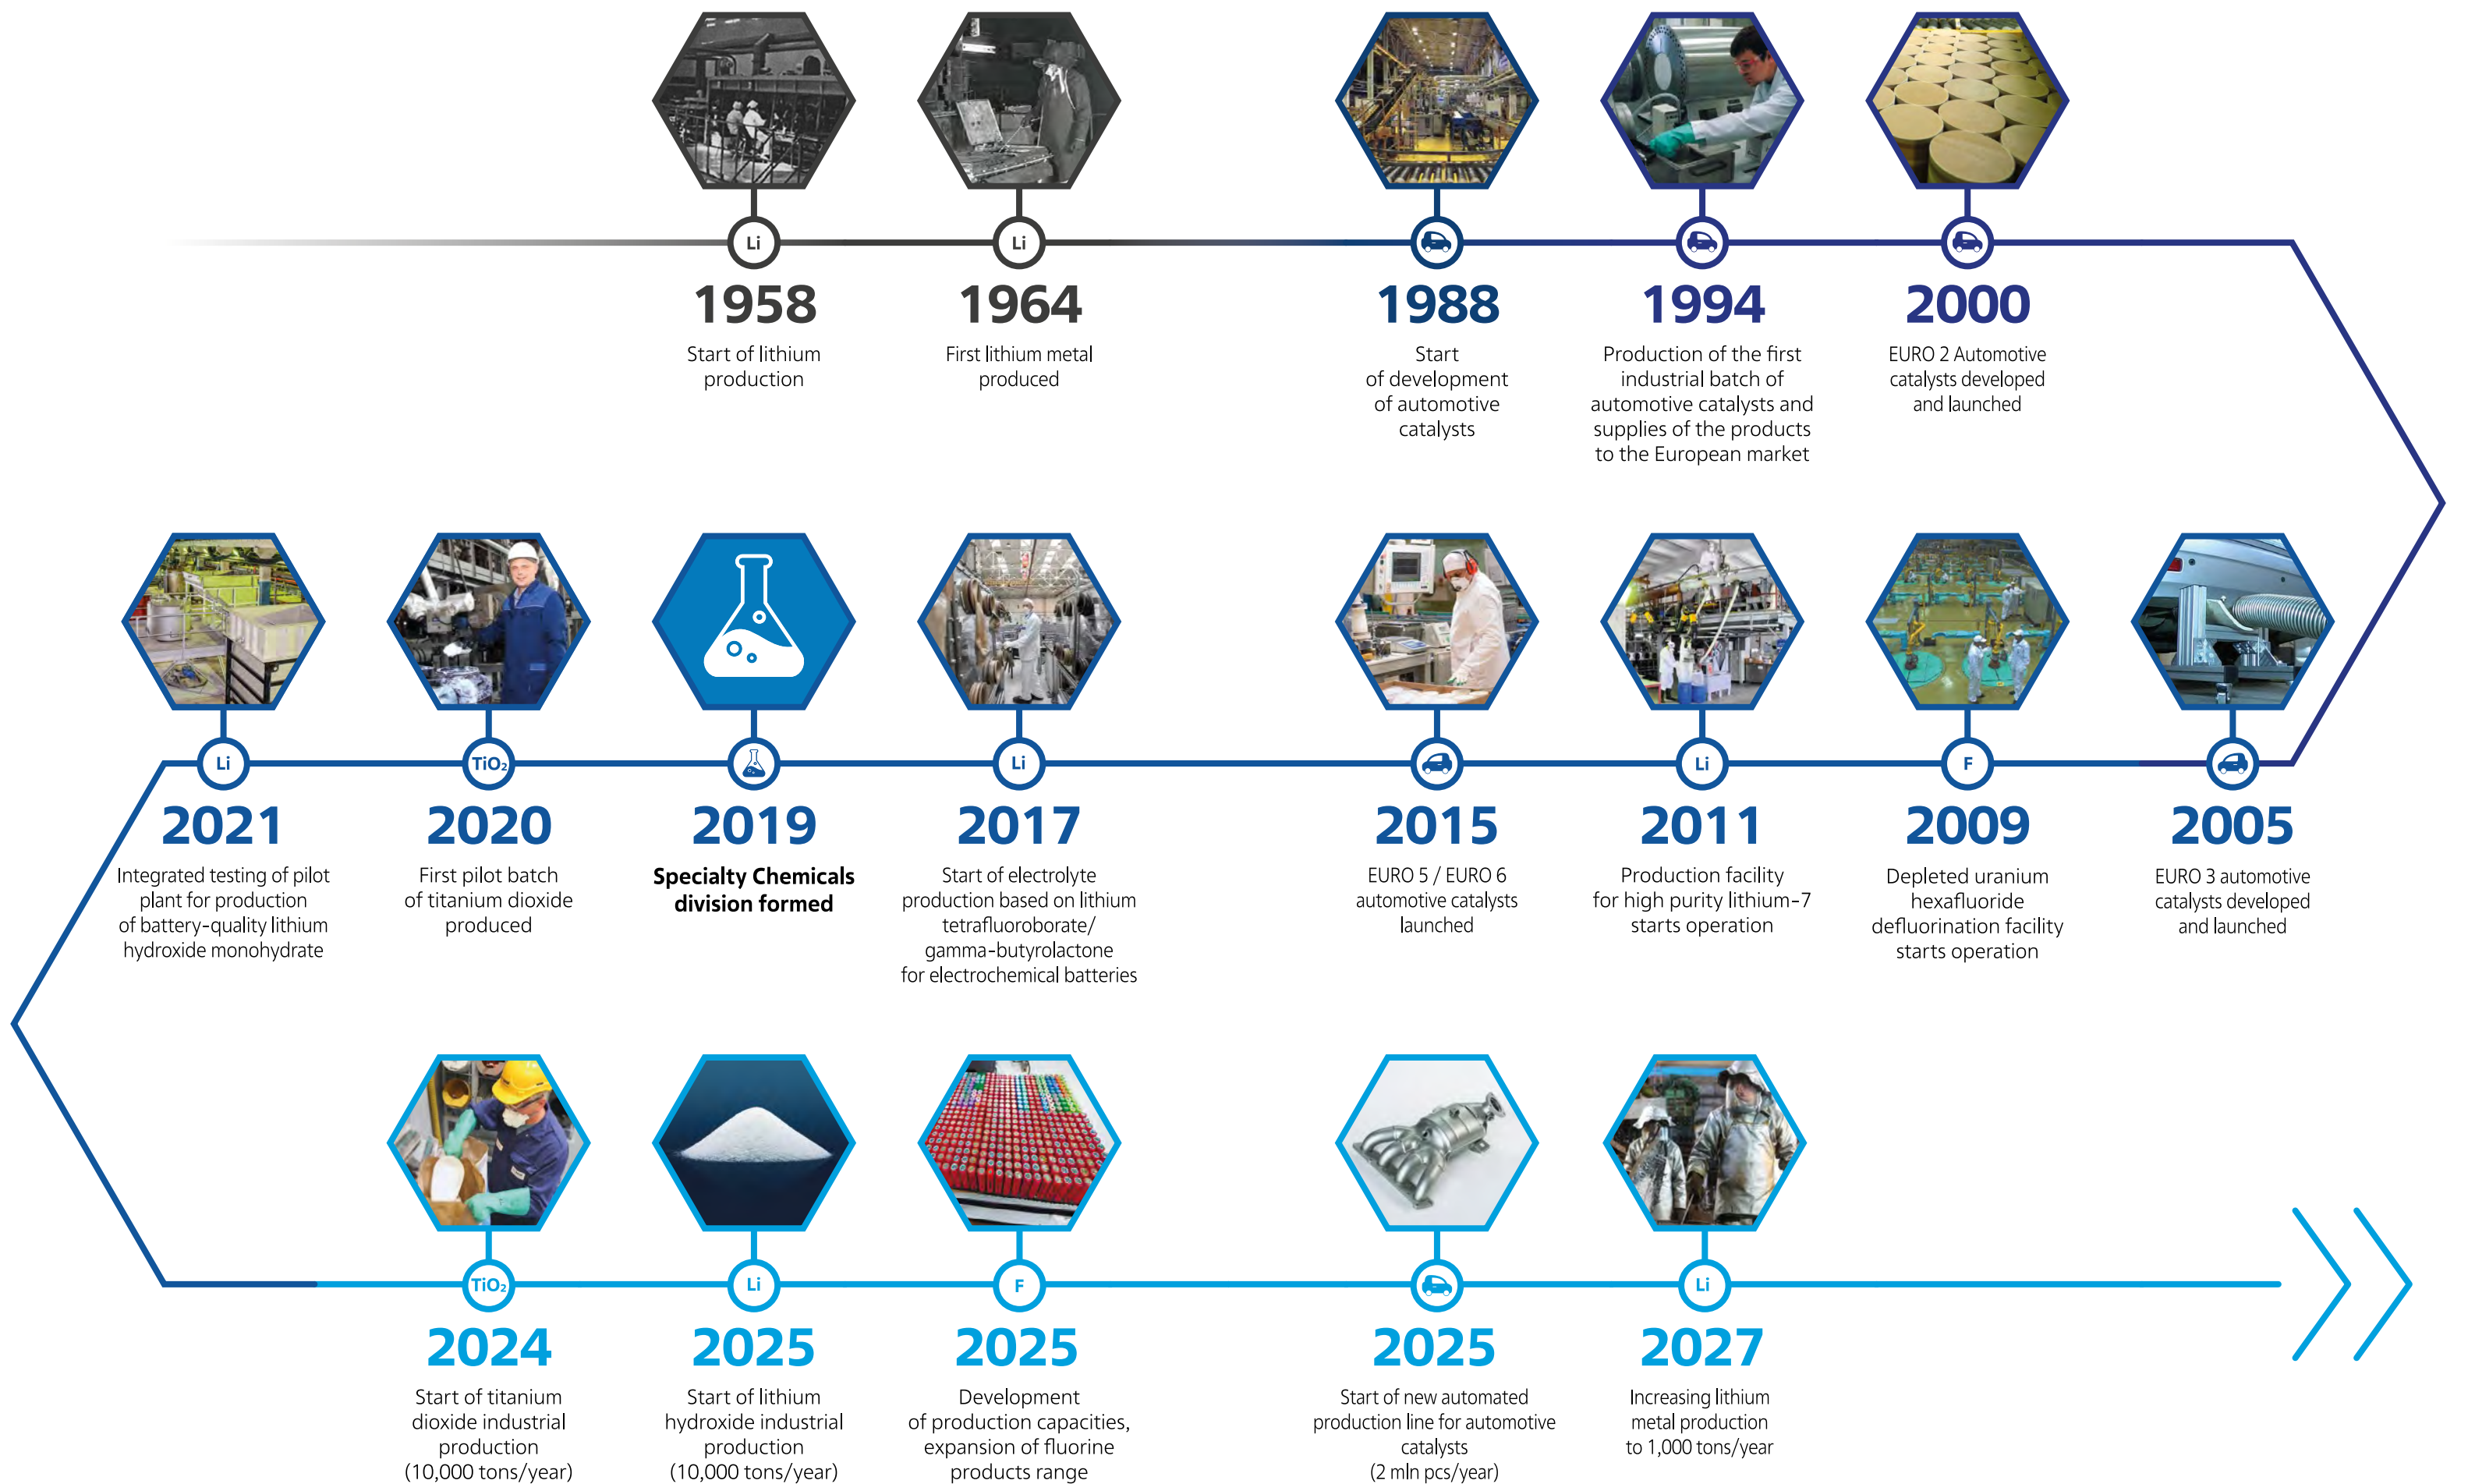 Li
1958
Start of lithium
production
Li
1964
First lithium metal
produced
1988
Start
of development
of automotive
catalysts
1994
Production of the first
industrial batch of
automotive catalysts and
supplies of the products
to the European market
2000
EURO 2 Automotive
catalysts developed
and launched
Li
2021
Integrated testing of pilot
plant for production
of battery-quality lithium
hydroxide monohydrate
TiO₂
2020
First pilot batch
of titanium dioxide
produced
2019
Specialty Chemicals
division formed
Li
2017
Start of electrolyte
production based on lithium
tetrafluoroborate/
gamma-butyrolactone
for electrochemical batteries
2015
EURO 5 / EURO 6
automotive catalysts
launched
Li
2011
Production facility
for high purity lithium-7
starts operation
F
2009
Depleted uranium
hexafluoride
defluorination facility
starts operation
2005
EURO 3 automotive
catalysts developed
and launched
TiO₂
2024
Start of titanium
dioxide industrial
production
(10,000 tons/year)
Li
2025
Start of lithium
hydroxide industrial
production
(10,000 tons/year)
F
2025
Development
of production capacities,
expansion of fluorine
products range
2025
Start of new automated
production line for automotive
catalysts
(2 mln pcs/year)
Li
2027
Increasing lithium
metal production
to 1,000 tons/year